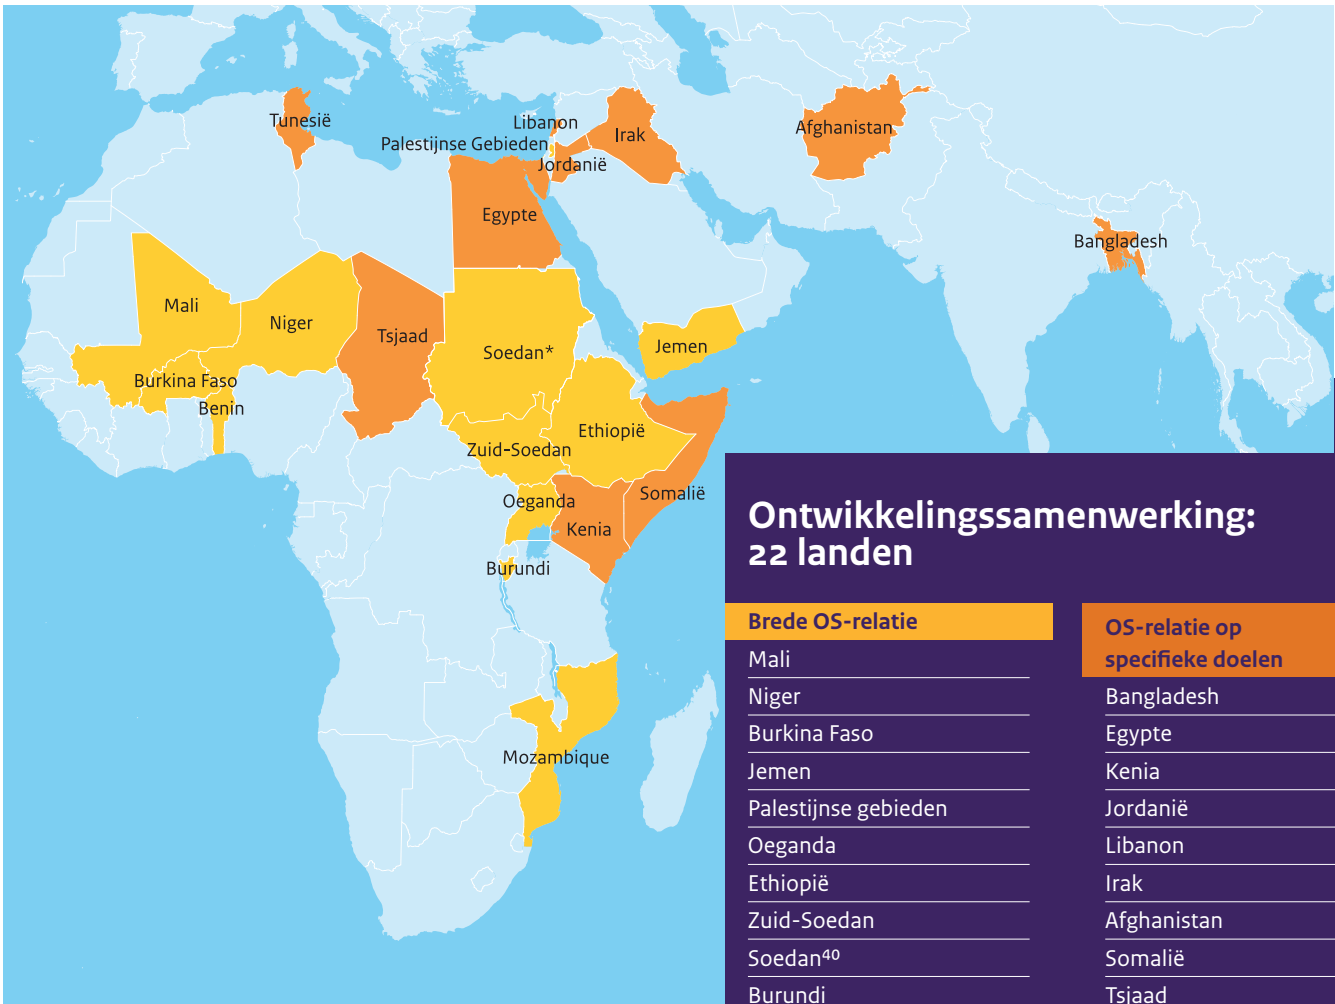 Tunesië
Libanon
Palestijnse Gebieden
Irak
Jordanië
Afghanistan
Egypte
Bangladesh
Mali
Niger
Tsjaad
Soedan*
Jemen
Burkina Faso
Benin
Ethiopië
Zuid-Soedan
Oeganda
Somalië
Kenia
Burundi
Mozambique
Ontwikkelingssamenwerking:
22 landen
Brede OS-relatie
Mali
Niger
Burkina Faso
Jemen
Palestijnse gebieden
Oeganda
Ethiopië
Zuid-Soedan
Soedan⁴⁰
Burundi
OS-relatie op
specifieke doelen
Bangladesh
Egypte
Kenia
Jordanië
Libanon
Irak
Afghanistan
Somalië
Tsjaad